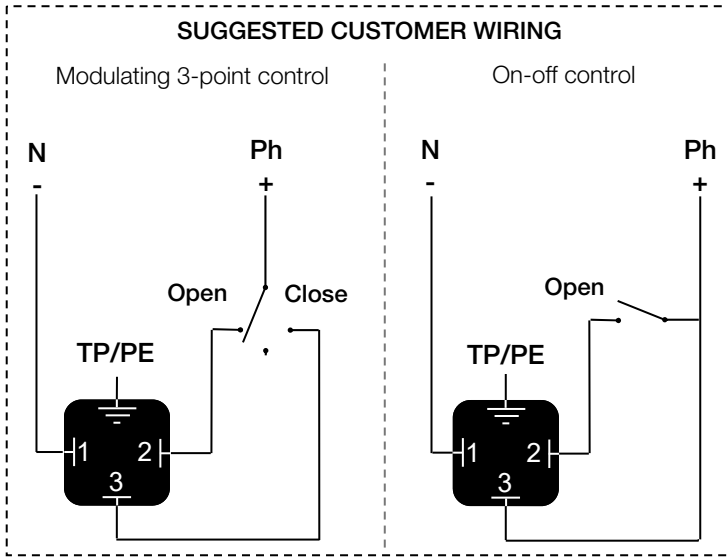 SUGGESTED CUSTOMER WIRING
Modulating 3-point control
N
Ph
-
+
Open
Close
TP/PE
1
2
3
On-off control
N
Ph
-
+
Open
TP/PE
1
2
3